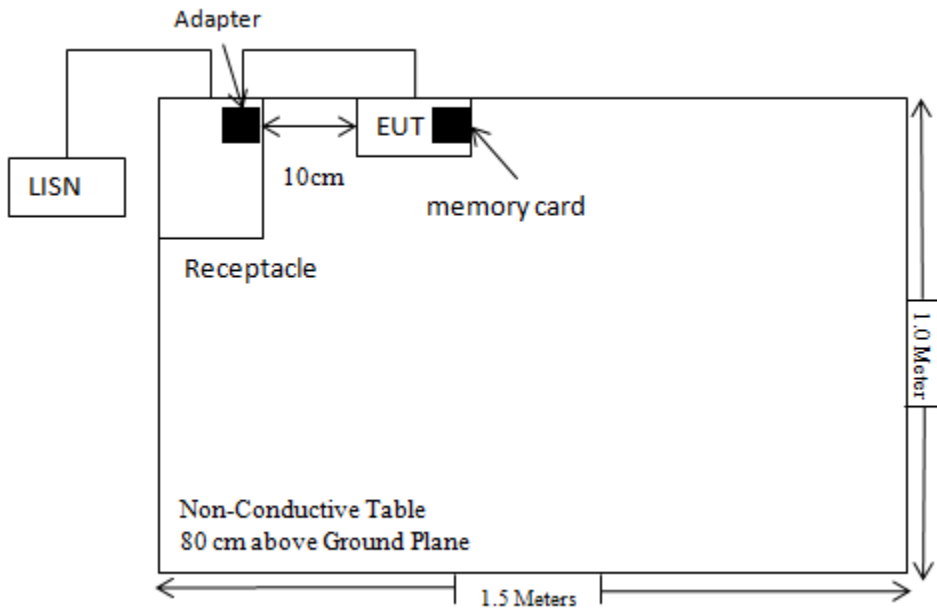 Adapter
EUT
10cm
LISN
memory card
Receptacle
1.0 Meter
Non-Conductive Table
80 cm above Ground Plane
1.5 Meters